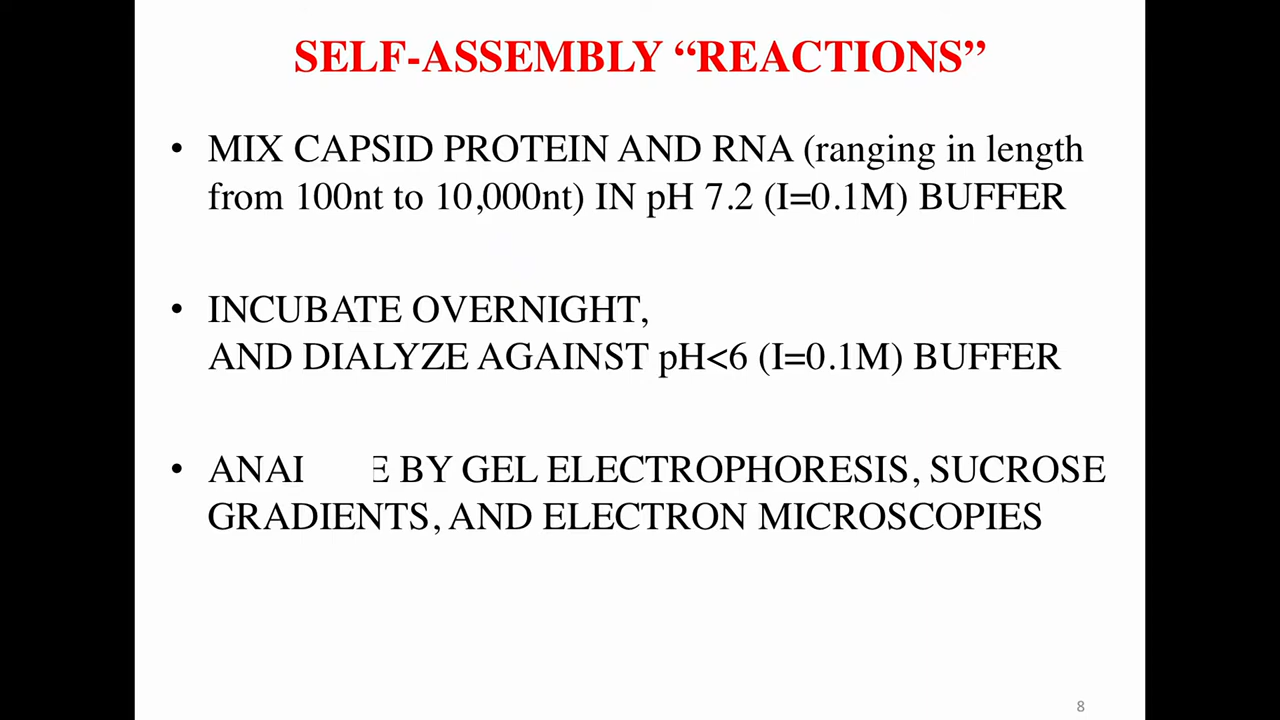 SELF-ASSEMBLY “REACTIONS”
• MIX CAPSID PROTEIN AND RNA (ranging in length
from 100nt to 10,000nt) IN pH 7.2 (I=0.1M) BUFFER
• INCUBATE OVERNIGHT,
AND DIALYZE AGAINST pH<6 (I=0.1M) BUFFER
• BY GEL ELECTROPHORESIS, SUCROSE
GRADIENTS, AND ELECTRON MICROSCOPIES
8